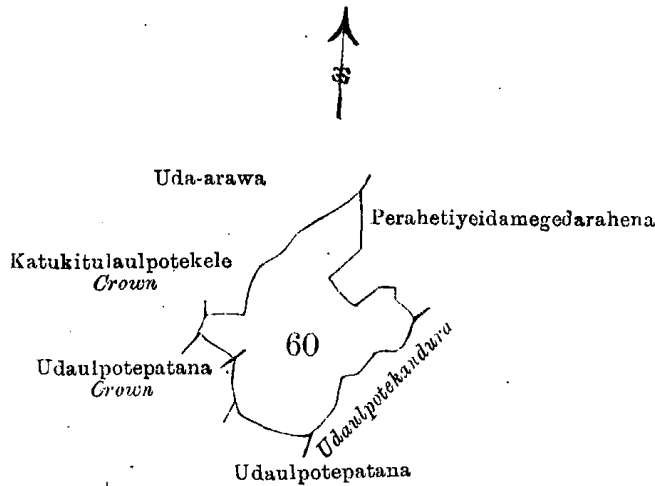 Uda-arawa
Perahetiyeidamegedarahena
Katukitulaulpotekele
Crown
60
Udaulpotepatana
Crown
Udaulpotekandura
Udaulpotepatana